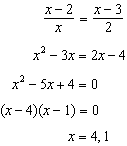 (x-2)/x = (x-3)/2
x² - 3x = 2x - 4
x² - 5x + 4 = 0
(x-4)(x-1) = 0
x = 4,1